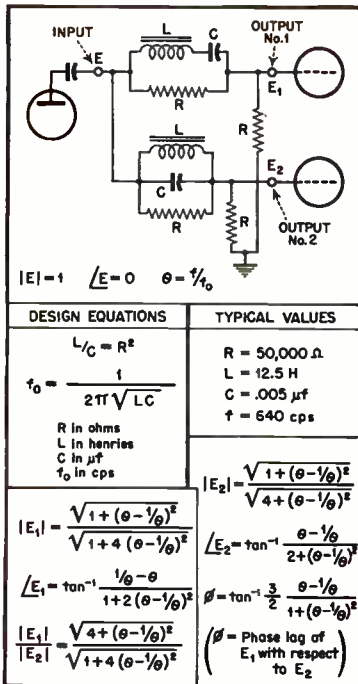 INPUT
E
L
C
R
OUTPUT
No.1
E₁
R
L
C
R
R
E₂
OUTPUT
No.2
|E|=1 ∠E=0 θ=f/f₀
DESIGN EQUATIONS
L/C = R²
f₀ = 1/(2π√(LC))
R in ohms
L in henries
C in μf
f₀ in cps
TYPICAL VALUES
R = 50,000 Ω
L = 12.5 H
C = .005 μf
f = 640 cps
|E₁| = √(1+(θ-1/θ)²)/√(1+4(θ-1/θ)²)
∠E₁ = tan⁻¹ (1/θ-θ)/(1+2(θ-1/θ)²)
|E₁|/|E₂| = √(4+(θ-1/θ)²)/√(1+4(θ-1/θ)²)
|E₂| = √(1+(θ-1/θ)²)/√(4+(θ-1/θ)²)
∠E₂ = tan⁻¹ (θ-1/θ)/(2+(θ-1/θ)²)
ø = tan⁻¹ 3/2 (θ-1/θ)/(1+(θ-1/θ)²)
(ø = Phase lag of
E₁ with respect
to E₂)